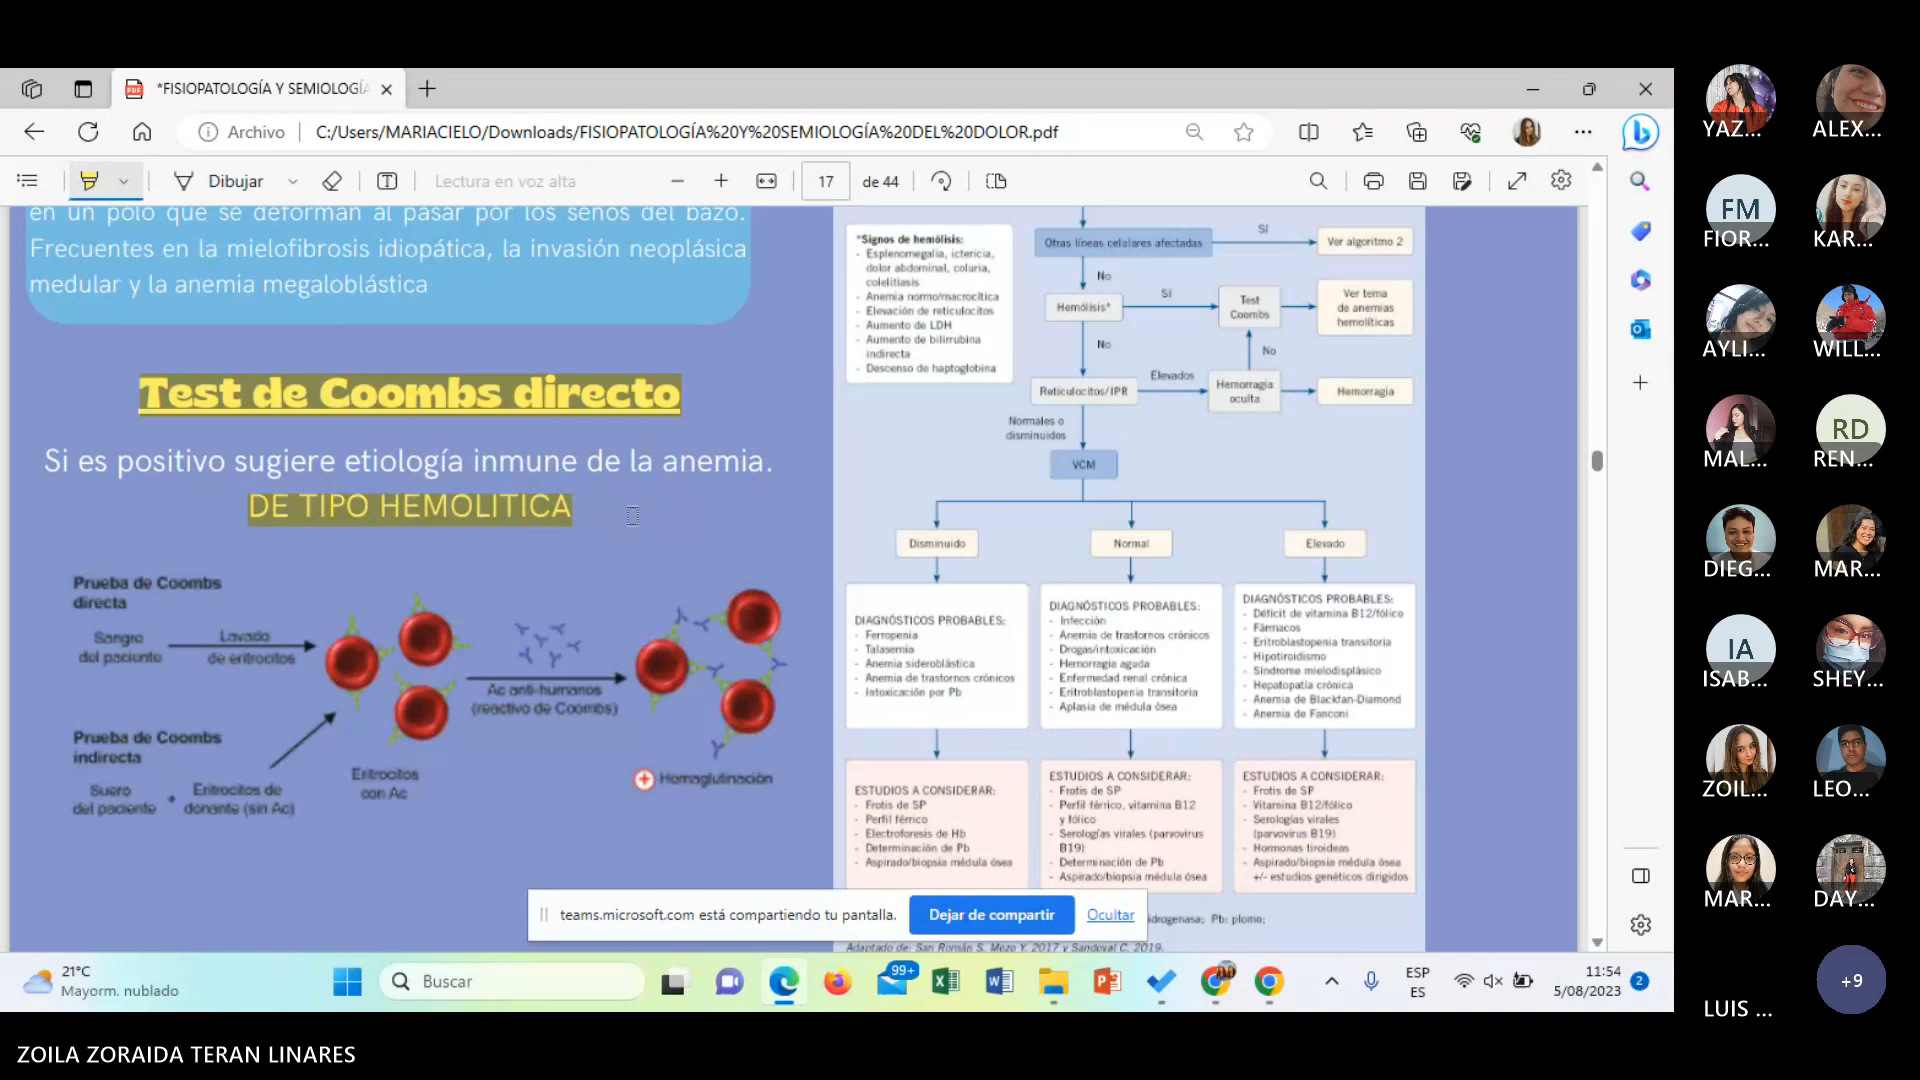 *FISIOPATOLOGÍA Y SEMIOLOGÍA
Archivo
C:/Users/MARIACIELO/Downloads/FISIOPATOLOGÍA%20Y%20SEMIOLOGÍA%20DEL%20DOLOR.pdf
Dibujar
Lectura en voz alta
17
de 44
en un polo que se deforman al pasar por los senos del bazo.
Frecuentes en la mielofibrosis idiopática, la invasión neoplásica
medular y la anemia megaloblástica
Test de Coombs directo
Si es positivo sugiere etiología inmune de la anemia.
DE TIPO HEMOLITICA
Prueba de Coombs
directa
Sangre
del paciente
Lavado
de eritrocitos
Ac anti-humanos
(reactivo de Coombs)
Prueba de Coombs
indirecta
Suero
del paciente
+
Eritrocitos de
donante (sin Ac)
Eritrocitos
con Ac
+ Hemaglutinación
*Signos de hemólisis:
- Esplenomegalia, ictericia,
dolor abdominal, coluria,
colelitiasis
- Anemia normo/macrocítica
- Elevación de reticulocitos
- Aumento de LDH
- Aumento de bilirrubina
indirecta
- Descenso de haptoglobina
Otras líneas celulares afectadas
Sí
Ver algoritmo 2
No
Hemólisis*
Sí
Test
Coombs
Ver tema
de anemias
hemolíticas
No
No
Reticulocitos/IPR
Elevados
Hemorragia
oculta
Hemorragia
Normales o
disminuidos
VCM
Disminuido
Normal
Elevado
DIAGNÓSTICOS PROBABLES:
- Ferropenia
- Talasemia
- Anemia sideroblástica
- Anemia de trastornos crónicos
- Intoxicación por Pb
DIAGNÓSTICOS PROBABLES:
- Infección
- Anemia de trastornos crónicos
- Drogas/intoxicación
- Hemorragia aguda
- Enfermedad renal crónica
- Eritroblastopenia transitoria
- Aplasia de médula ósea
DIAGNÓSTICOS PROBABLES:
- Déficit de vitamina B12/fólico
- Fármacos
- Eritroblastopenia transitoria
- Hipotiroidismo
- Síndrome mielodisplásico
- Hepatopatía crónica
- Anemia de Blackfan-Diamond
- Anemia de Fanconi
ESTUDIOS A CONSIDERAR:
- Frotis de SP
- Perfil férrico
- Electroforesis de Hb
- Determinación de Pb
- Aspirado/biopsia médula ósea
ESTUDIOS A CONSIDERAR:
- Frotis de SP
- Perfil férrico, vitamina B12
y fólico
- Serologías virales (parvovirus
B19)
- Determinación de Pb
- Aspirado/biopsia médula ósea
ESTUDIOS A CONSIDERAR:
- Frotis de SP
- Vitamina B12/fólico
- Serologías virales
(parvovirus B19)
- Hormonas tiroideas
- Aspirado/biopsia médula ósea
+/- estudios genéticos dirigidos
idrogenasa; Pb: plomo;
Adaptado de: San Román S, Mozo Y. 2017 y Sandoval C. 2019.
teams.microsoft.com está compartiendo tu pantalla.
Dejar de compartir
Ocultar
21°C
Mayorm. nublado
Buscar
99+
ESP
ES
11:54
5/08/2023
2
YAZ...
ALEX...
FM
FIOR...
KAR...
AYLI...
WILL...
MAL...
RD
REN...
DIEG...
MAR...
IA
ISAB...
SHEY...
ZOIL...
LEO...
MAR...
DAY...
LUIS ...
+9
ZOILA ZORAIDA TERAN LINARES